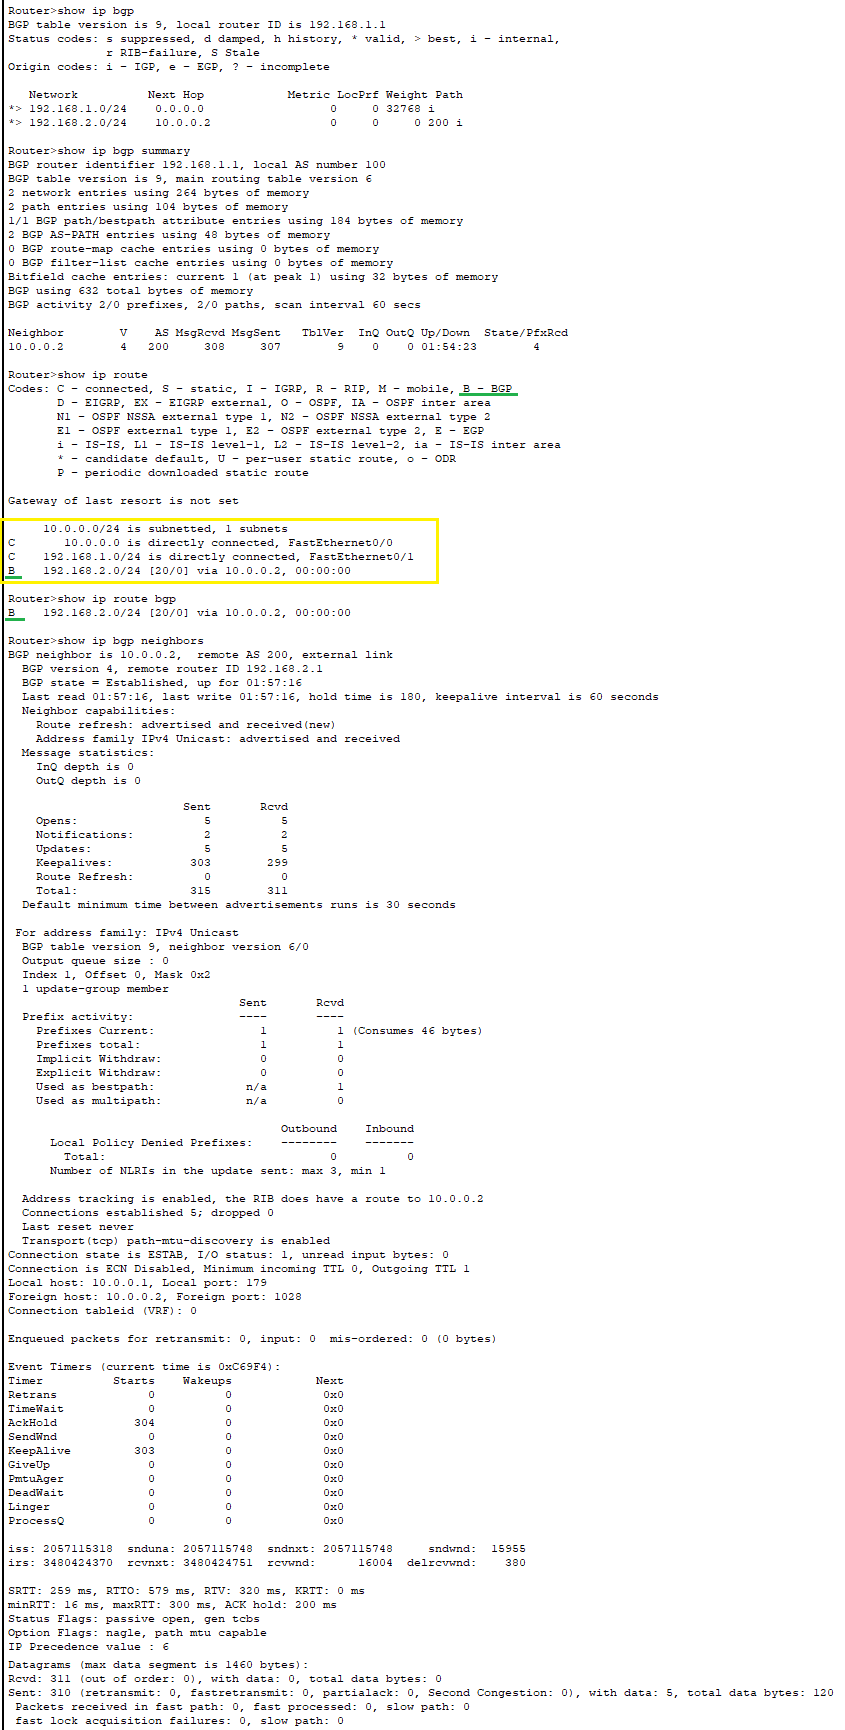 Router>show ip bgp
BGP table version is 9, local router ID is 192.168.1.1
Status codes: s suppressed, d damped, h history, * valid, > best, i - internal,
              r RIB-failure, S Stale
Origin codes: i - IGP, e - EGP, ? - incomplete

   Network          Next Hop            Metric LocPrf Weight Path
*> 192.168.1.0/24    0.0.0.0                  0     0 32768 i
*> 192.168.2.0/24    10.0.0.2                 0     0     0 200 i

Router>show ip bgp summary
BGP router identifier 192.168.1.1, local AS number 100
BGP table version is 9, main routing table version 6
2 network entries using 264 bytes of memory
2 path entries using 104 bytes of memory
1/1 BGP path/bestpath attribute entries using 184 bytes of memory
2 BGP AS-PATH entries using 48 bytes of memory
0 BGP route-map cache entries using 0 bytes of memory
0 BGP filter-list cache entries using 0 bytes of memory
Bitfield cache entries: current 1 (at peak 1) using 32 bytes of memory
BGP using 632 total bytes of memory
BGP activity 2/0 prefixes, 2/0 paths, scan interval 60 secs

Neighbor        V    AS MsgRcvd MsgSent   TblVer  InQ OutQ Up/Down  State/PfxRcd
10.0.0.2        4   200     308     307        9    0    0 01:54:23        4

Router>show ip route
Codes: C - connected, S - static, I - IGRP, R - RIP, M - mobile, B - BGP
       D - EIGRP, EX - EIGRP external, O - OSPF, IA - OSPF inter area
       N1 - OSPF NSSA external type 1, N2 - OSPF NSSA external type 2
       E1 - OSPF external type 1, E2 - OSPF external type 2, E - EGP
       i - IS-IS, L1 - IS-IS level-1, L2 - IS-IS level-2, ia - IS-IS inter area
       * - candidate default, U - per-user static route, o - ODR
       P - periodic downloaded static route

Gateway of last resort is not set

     10.0.0.0/24 is subnetted, 1 subnets
C       10.0.0.0 is directly connected, FastEthernet0/0
C    192.168.1.0/24 is directly connected, FastEthernet0/1
B    192.168.2.0/24 [20/0] via 10.0.0.2, 00:00:00

Router>show ip route bgp
B    192.168.2.0/24 [20/0] via 10.0.0.2, 00:00:00

Router>show ip bgp neighbors
BGP neighbor is 10.0.0.2,  remote AS 200, external link
  BGP version 4, remote router ID 192.168.2.1
  BGP state = Established, up for 01:57:16
  Last read 01:57:16, last write 01:57:16, hold time is 180, keepalive interval is 60 seconds
  Neighbor capabilities:
    Route refresh: advertised and received(new)
    Address family IPv4 Unicast: advertised and received
  Message statistics:
    InQ depth is 0
    OutQ depth is 0

                         Sent       Rcvd
    Opens:                  5          5
    Notifications:          2          2
    Updates:                5          5
    Keepalives:           303        299
    Route Refresh:          0          0
    Total:                315        311
  Default minimum time between advertisements runs is 30 seconds

 For address family: IPv4 Unicast
  BGP table version 9, neighbor version 6/0
  Output queue size : 0
  Index 1, Offset 0, Mask 0x2
  1 update-group member
                                 Sent       Rcvd
  Prefix activity:               ----       ----
    Prefixes Current:               1          1 (Consumes 46 bytes)
    Prefixes total:                 1          1
    Implicit Withdraw:              0          0
    Explicit Withdraw:              0          0
    Used as bestpath:             n/a          1
    Used as multipath:            n/a          0

                                       Outbound    Inbound
      Local Policy Denied Prefixes:    --------    -------
        Total:                                0          0
      Number of NLRIs in the update sent: max 3, min 1

  Address tracking is enabled, the RIB does have a route to 10.0.0.2
  Connections established 5; dropped 0
  Last reset never
  Transport(tcp) path-mtu-discovery is enabled
Connection state is ESTAB, I/O status: 1, unread input bytes: 0
Connection is ECN Disabled, Minimum incoming TTL 0, Outgoing TTL 1
Local host: 10.0.0.1, Local port: 179
Foreign host: 10.0.0.2, Foreign port: 1028
Connection tableid (VRF): 0

Enqueued packets for retransmit: 0, input: 0  mis-ordered: 0 (0 bytes)

Event Timers (current time is 0xC69F4):
Timer          Starts    Wakeups            Next
Retrans             0          0             0x0
TimeWait            0          0             0x0
AckHold           304          0             0x0
SendWnd             0          0             0x0
KeepAlive         303          0             0x0
GiveUp              0          0             0x0
PmtuAger            0          0             0x0
DeadWait            0          0             0x0
Linger              0          0             0x0
ProcessQ            0          0             0x0

iss: 2057115318  snduna: 2057115748  sndnxt: 2057115748     sndwnd:  15955
irs: 3480424370  rcvnxt: 3480424751  rcvwnd:      16004  delrcvwnd:    380

SRTT: 259 ms, RTTO: 579 ms, RTV: 320 ms, KRTT: 0 ms
minRTT: 16 ms, maxRTT: 300 ms, ACK hold: 200 ms
Status Flags: passive open, gen tcbs
Option Flags: nagle, path mtu capable
IP Precedence value : 6
Datagrams (max data segment is 1460 bytes):
Rcvd: 311 (out of order: 0), with data: 0, total data bytes: 0
Sent: 310 (retransmit: 0, fastretransmit: 0, partialack: 0, Second Congestion: 0), with data: 5, total data bytes: 120
 Packets received in fast path: 0, fast processed: 0, slow path: 0
 fast lock acquisition failures: 0, slow path: 0